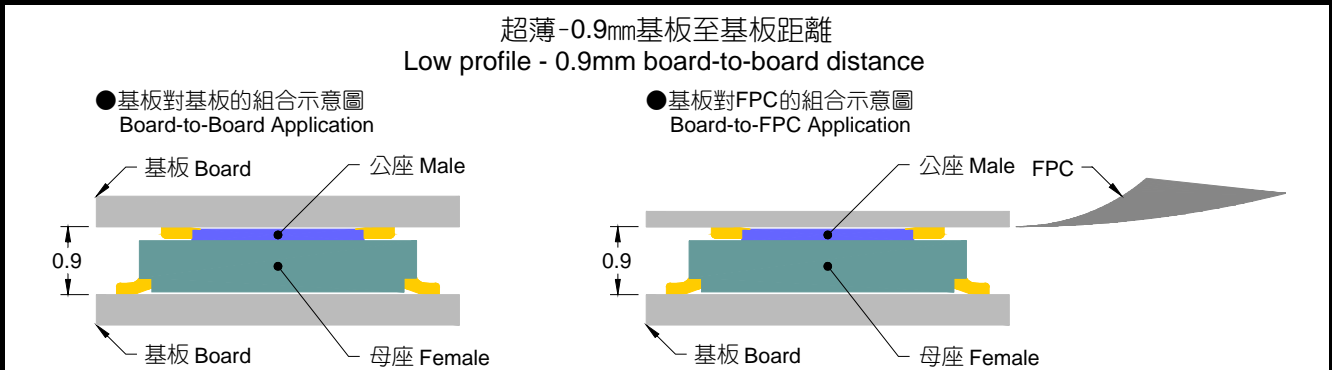 超薄-0.9mm基板至基板距離
Low profile - 0.9mm board-to-board distance
●基板對基板的組合示意圖
Board-to-Board Application
基板 Board
公座 Male
0.9
基板 Board
母座 Female
●基板對FPC的組合示意圖
Board-to-FPC Application
公座 Male
FPC
0.9
基板 Board
母座 Female